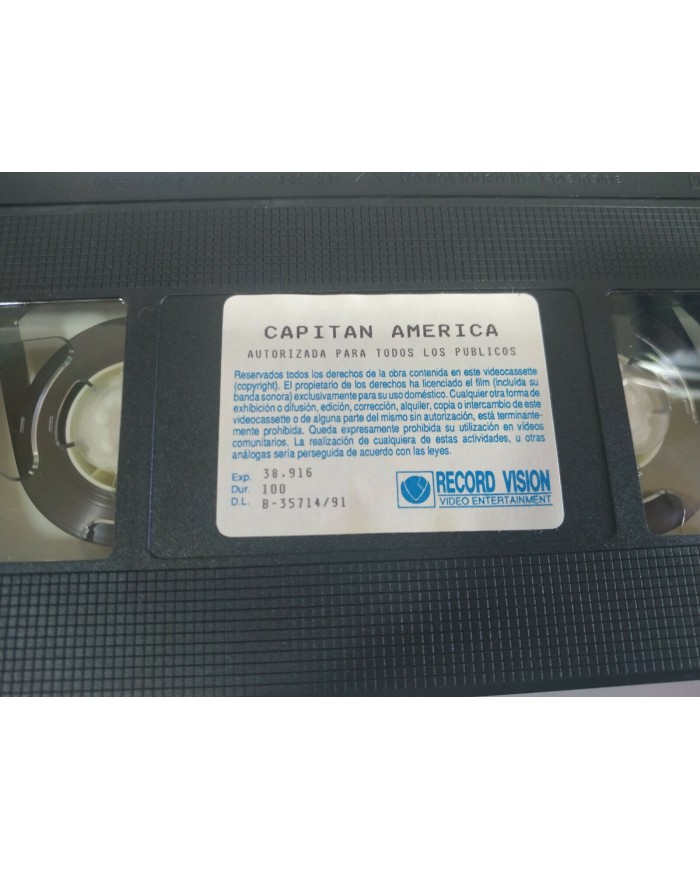 CAPITAN AMERICA
AUTORIZADA PARA TODOS LOS PUBLICOS
Reservados todos los derechos de la obra contenida en este videocassette
(copyright). El propietario de los derechos ha licenciado el film (incluída su
banda sonora) exclusivamente para su uso doméstico. Cualquier otra forma de
exhibición o difusión, edición, corrección, alquiler, copia o intercambio de este
videocassette o de alguna parte del mismo sin autorización, está terminante-
mente prohibida. Queda expresamente prohibida su utilización en vídeos
comunitarios. La realización de cualquiera de estas actividades, u otras
análogas sería perseguida de acuerdo con las leyes.
Exp. 38.916
Dur. 100
D.L. B-35714/91
RECORD VISION
VIDEO ENTERTAINMENT